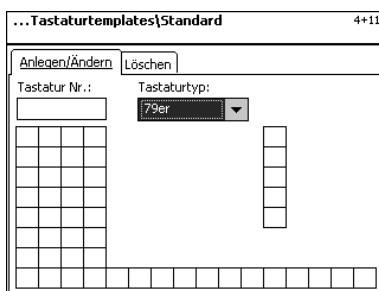 ...Tastaturtemplates\Standard 4+11
Anlegen/Ändern Löschen
Tastatur Nr.: Tastaturtyp:
79er